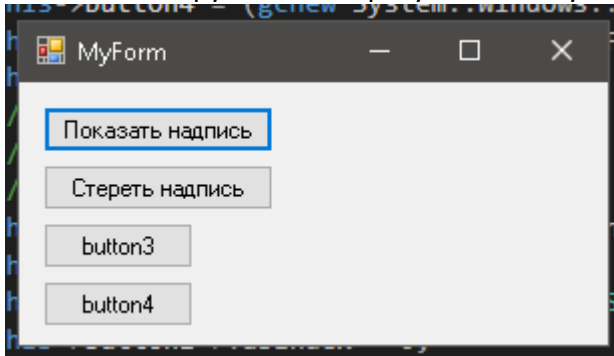 MyForm
Показать надпись
Стереть надпись
button3
button4